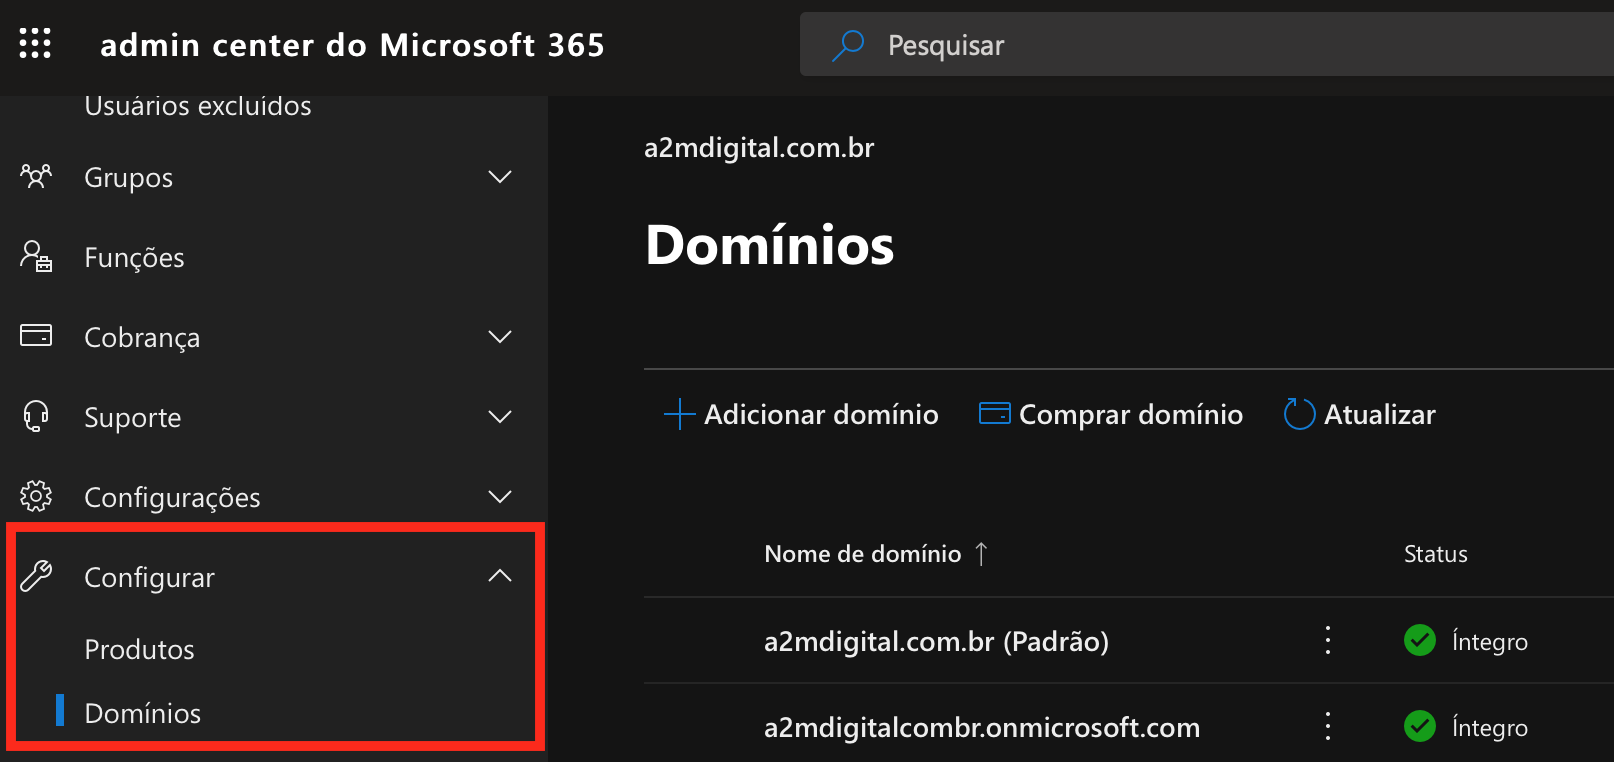 admin center do Microsoft 365
Pesquisar
Usuários excluídos
Grupos
Funções
Cobrança
Suporte
Configurações
Configurar
Produtos
Domínios
a2mdigital.com.br
Domínios
Adicionar domínio
Comprar domínio
Atualizar
Nome de domínio ↑ Status
a2mdigital.com.br (Padrão) Íntegro
a2mdigitalcombr.onmicrosoft.com Íntegro